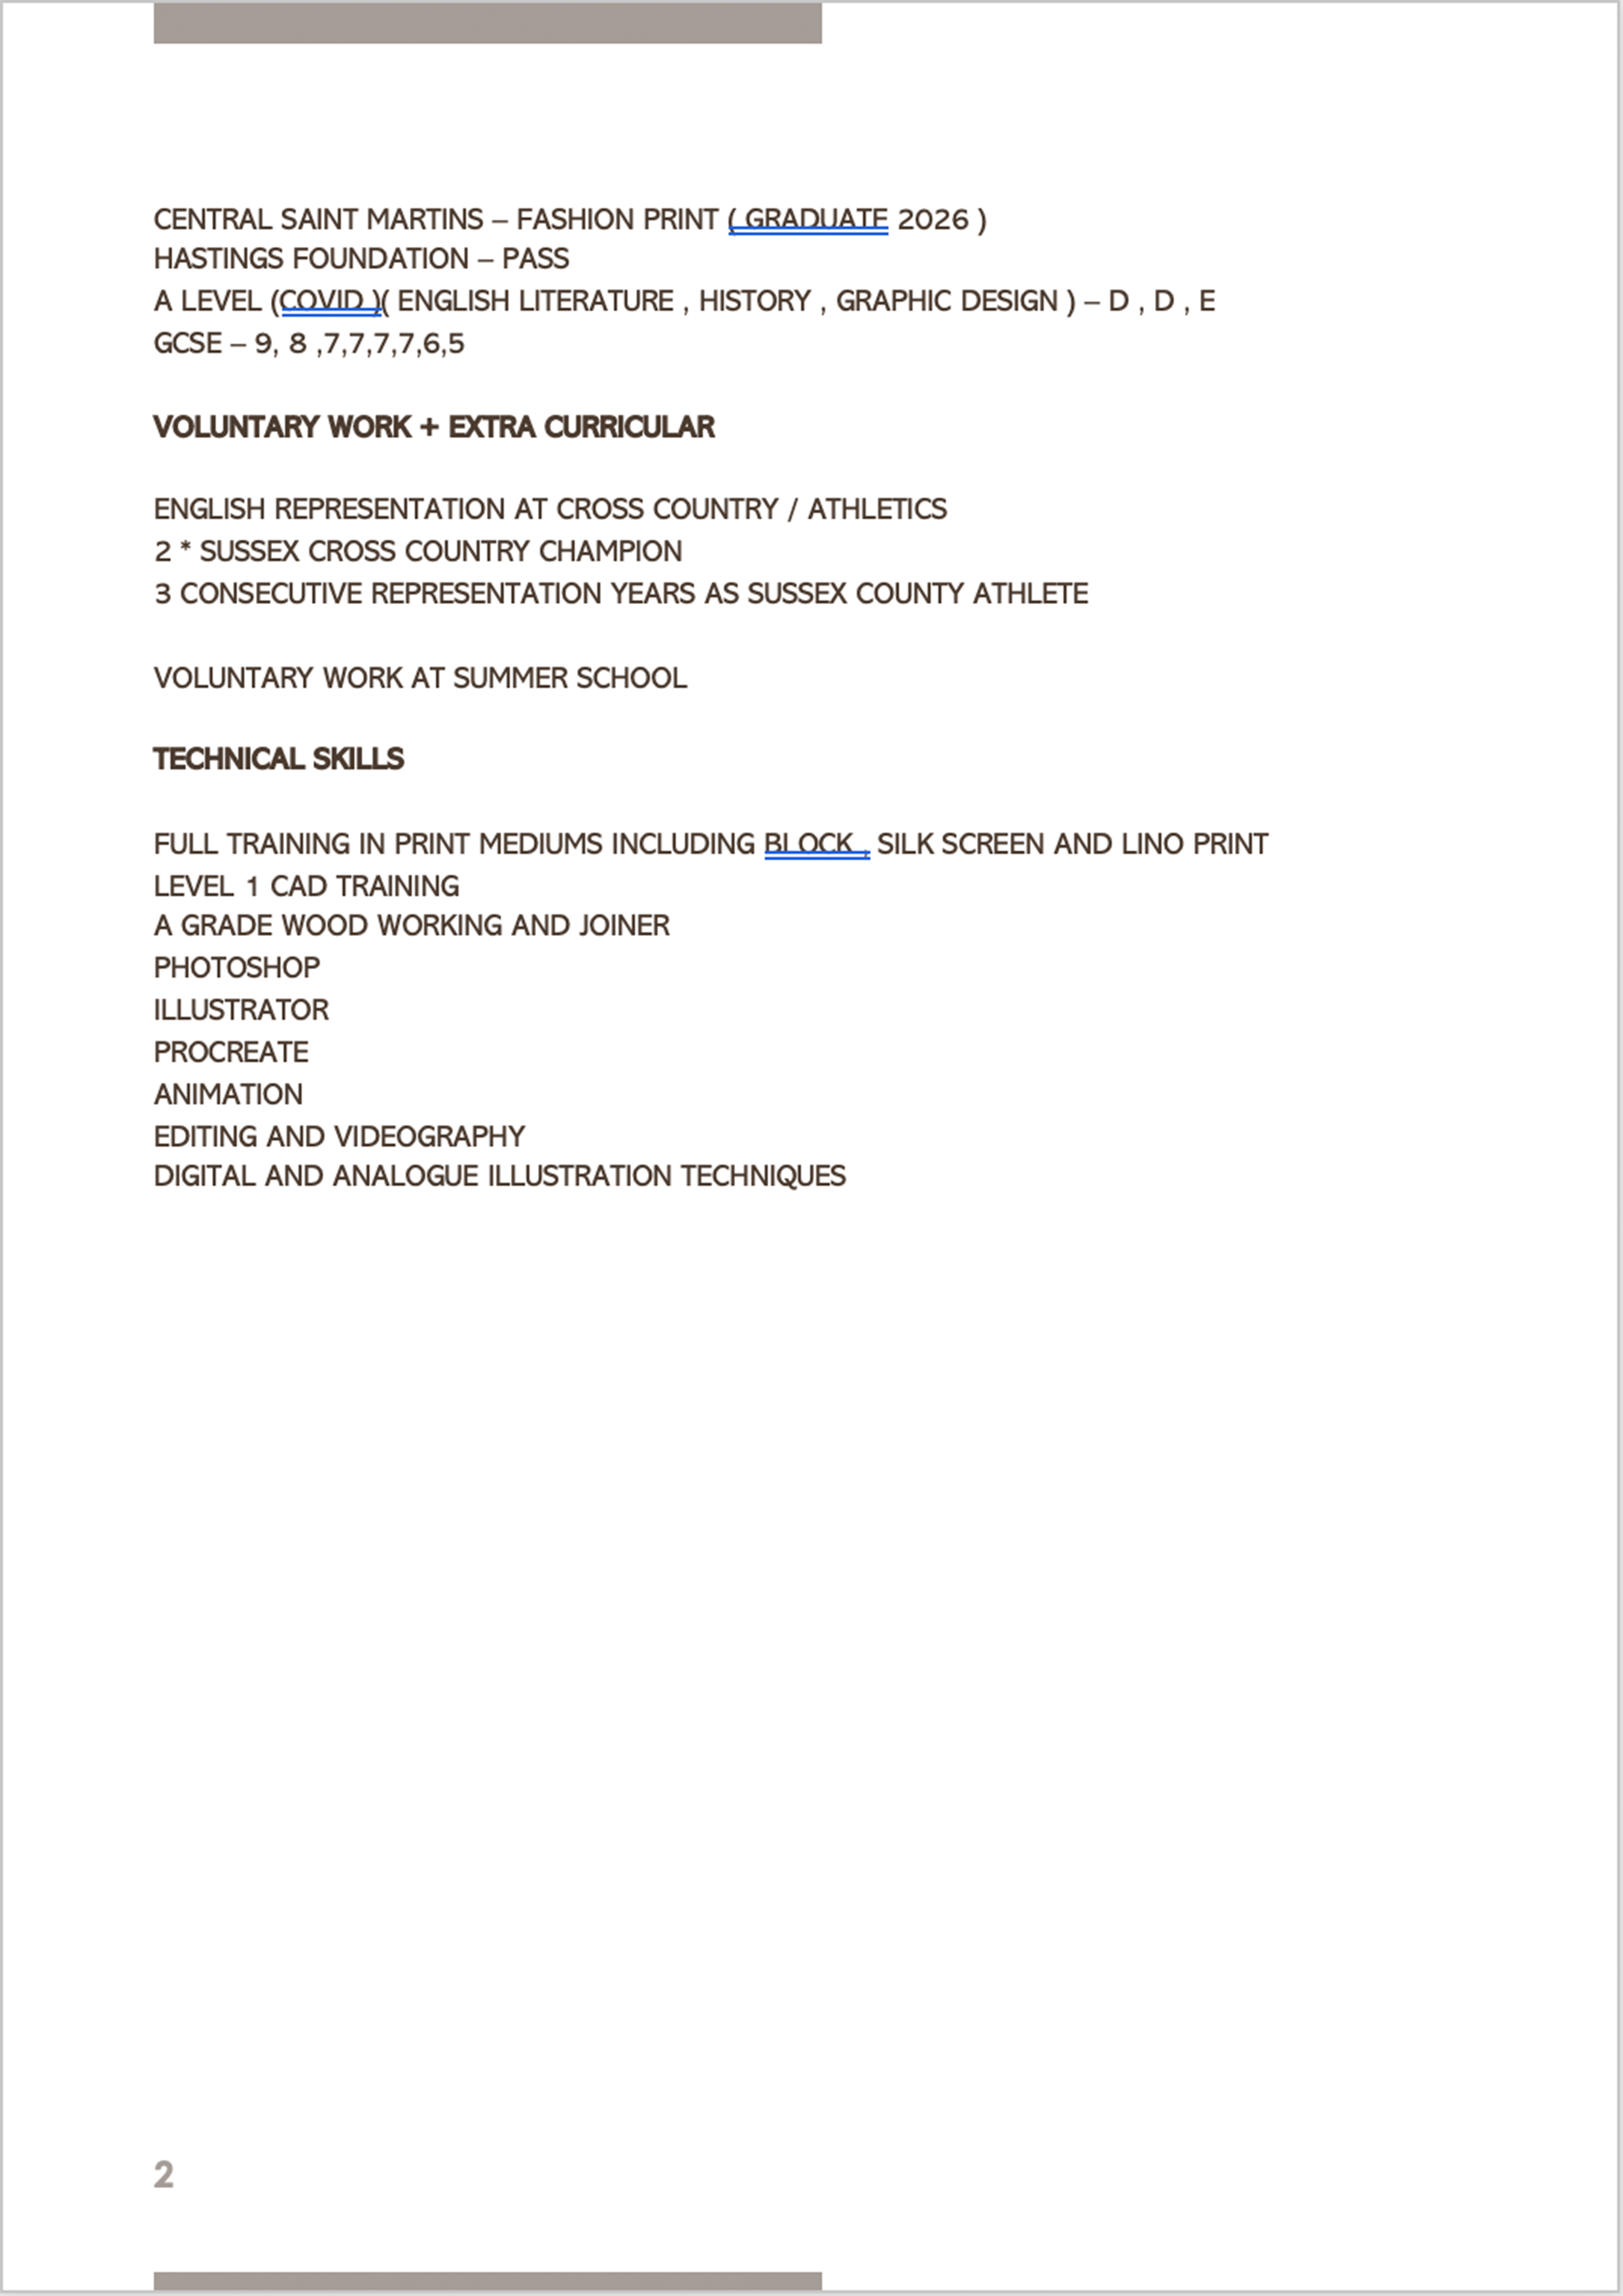 CENTRAL SAINT MARTINS – FASHION PRINT ( GRADUATE 2026 )
HASTINGS FOUNDATION – PASS
A LEVEL (COVID )( ENGLISH LITERATURE , HISTORY , GRAPHIC DESIGN ) – D , D , E
GCSE – 9, 8 ,7,7,7,7,6,5
VOLUNTARY WORK + EXTRA CURRICULAR
ENGLISH REPRESENTATION AT CROSS COUNTRY / ATHLETICS
2 * SUSSEX CROSS COUNTRY CHAMPION
3 CONSECUTIVE REPRESENTATION YEARS AS SUSSEX COUNTY ATHLETE
VOLUNTARY WORK AT SUMMER SCHOOL
TECHNICAL SKILLS
FULL TRAINING IN PRINT MEDIUMS INCLUDING BLOCK , SILK SCREEN AND LINO PRINT
LEVEL 1 CAD TRAINING
A GRADE WOOD WORKING AND JOINER
PHOTOSHOP
ILLUSTRATOR
PROCREATE
ANIMATION
EDITING AND VIDEOGRAPHY
DIGITAL AND ANALOGUE ILLUSTRATION TECHNIQUES
2